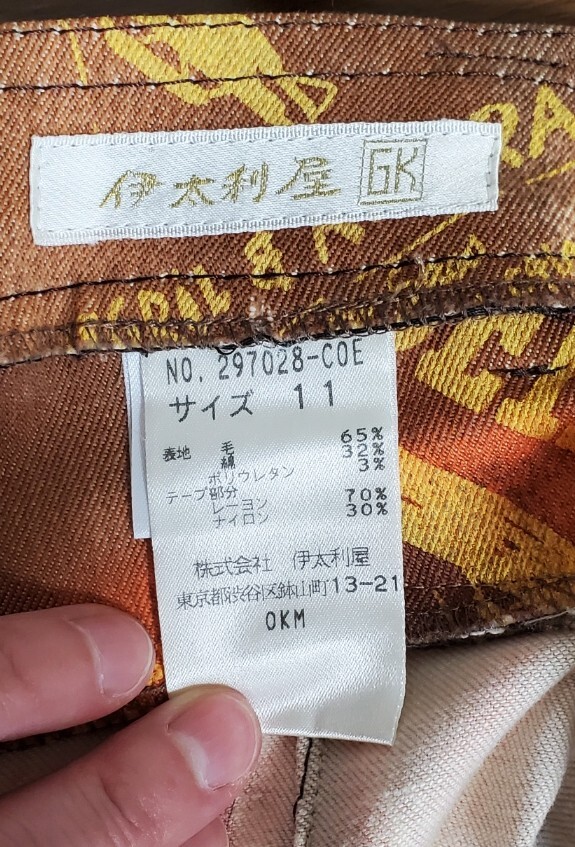 RA
伊太利屋 GK
NO. 297028-C0E
サイズ 11
表地 毛 65%
綿 32%
ポリウレタン 3%
テープ部分
レーヨン 70%
ナイロン 30%
株式会社 伊太利屋
東京都渋谷区鉢山町13-21
OKM